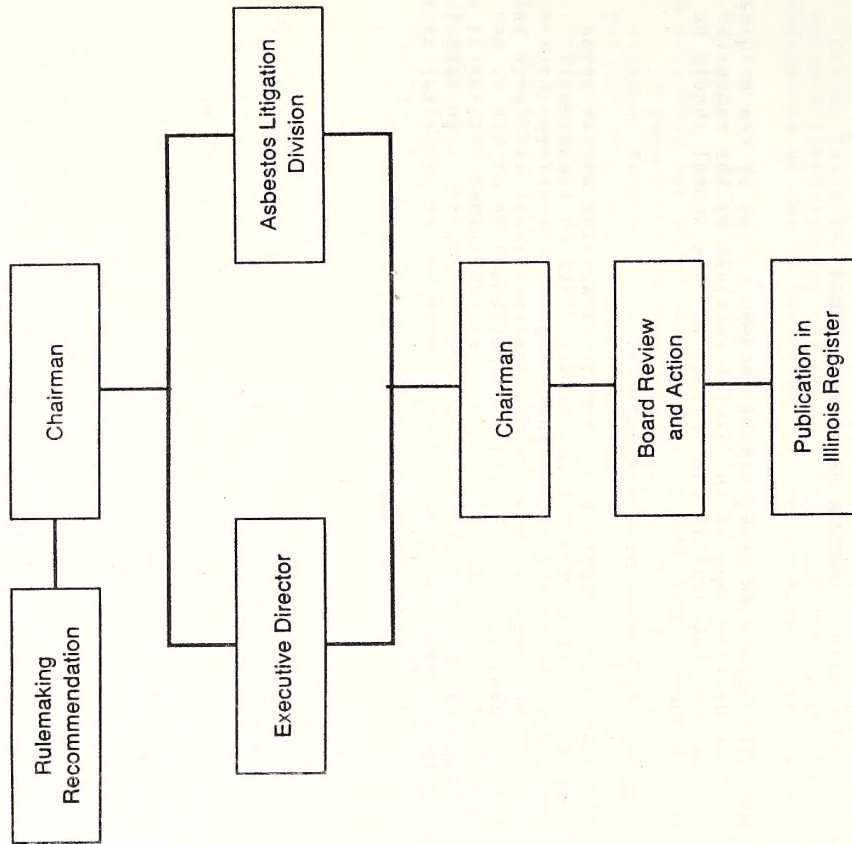 Rulemaking
Recommendation
Chairman
Executive Director
Asbestos Litigation
Division
Chairman
Board Review
and Action
Publication in
Illinois Register